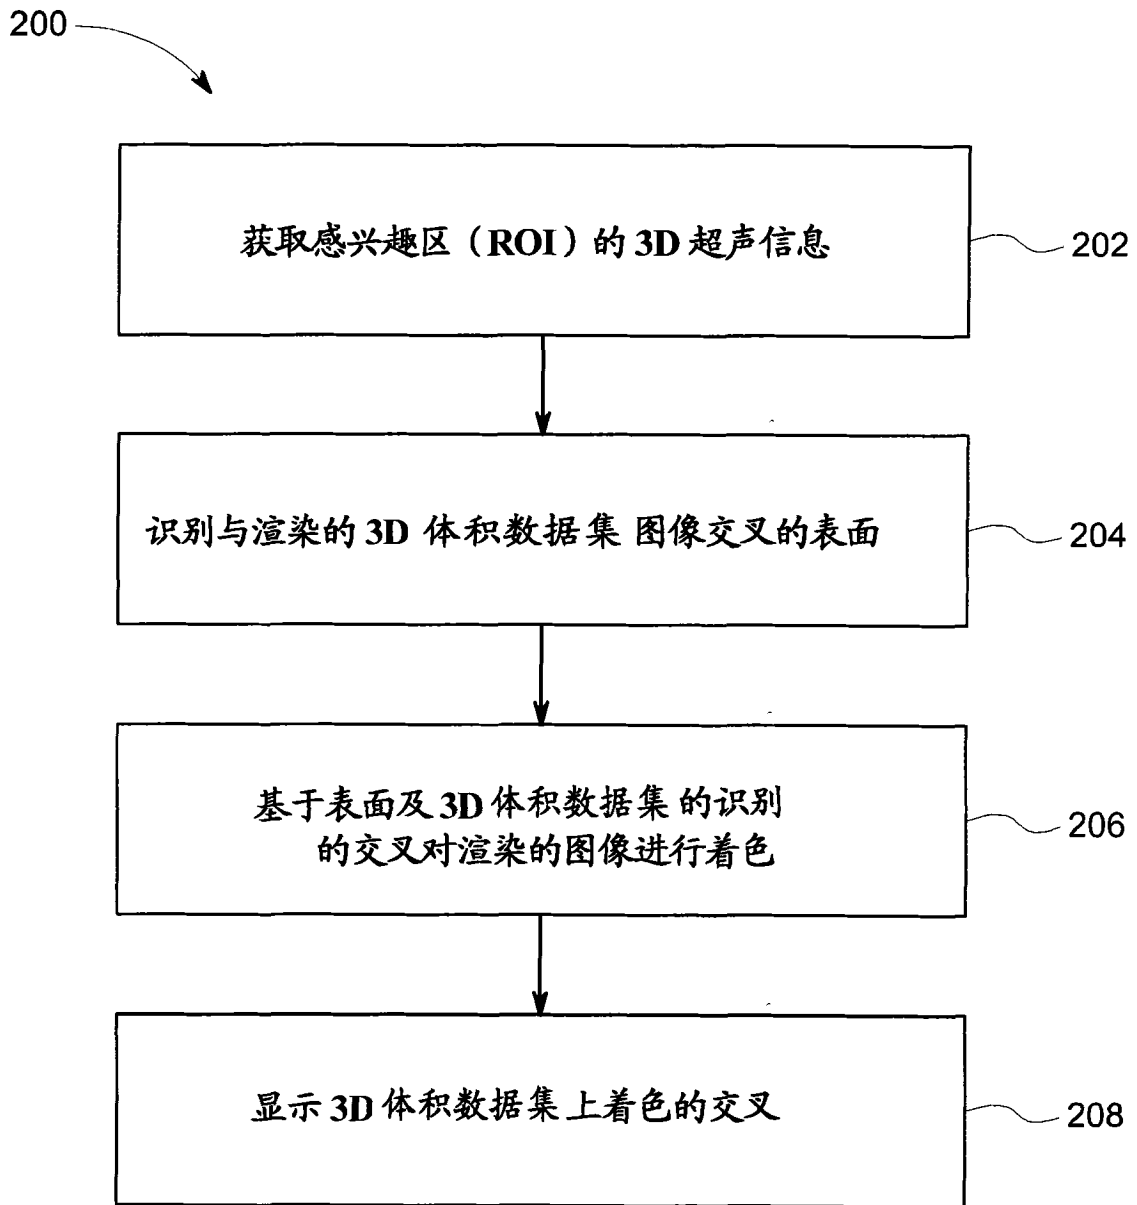 200
获取感兴趣区（ROI）的 3D 超声信息
202
识别与渲染的 3D 体积数据集 图像交叉的表面
204
基于表面及 3D 体积数据集 的识别
的交叉对渲染的图像进行着色
206
显示 3D 体积数据集上着色的交叉
208